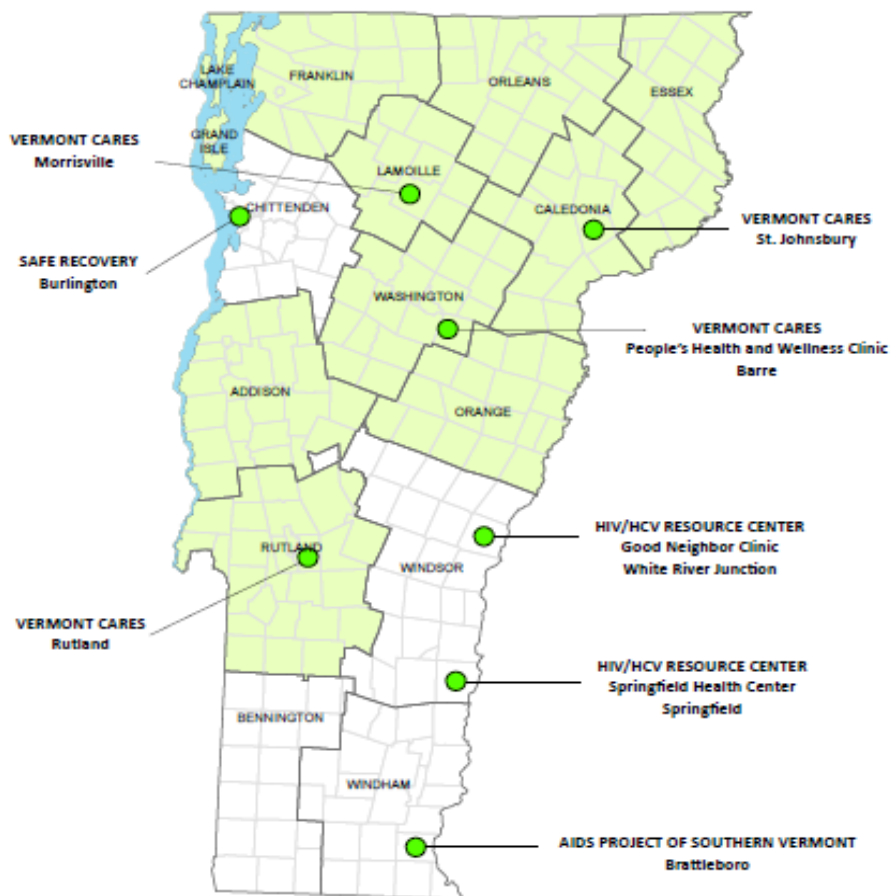 LAKE
CHAMPLAIN
FRANKLIN
ORLEANS
ESSEX
GRAND
ISLE
VERMONT CARES
Morrisville
LAMOILLE
CHITTENDEN
CALEDONIA
VERMONT CARES
St. Johnsbury
SAFE RECOVERY
Burlington
WASHINGTON
VERMONT CARES
People's Health and Wellness Clinic
Barre
ADDISON
ORANGE
HIV/HCV RESOURCE CENTER
Good Neighbor Clinic
White River Junction
RUTLAND
WINDSOR
VERMONT CARES
Rutland
HIV/HCV RESOURCE CENTER
Springfield Health Center
Springfield
BENNINGTON
WINDHAM
AIDS PROJECT OF SOUTHERN VERMONT
Brattleboro